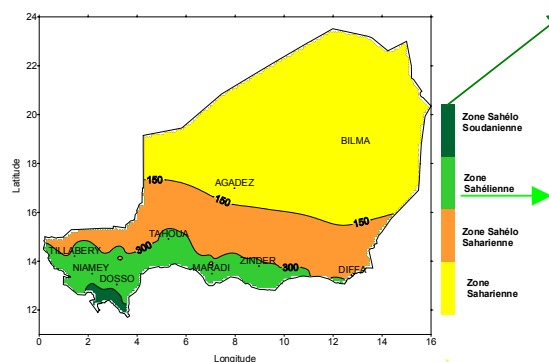 24
22
20
18
16
14
12
Latitude
0 2 4 6 8 10 12 14 16
Longitude
BILMA
AGADEZ
150
150
150
TAHOUA
TILLABERY
300
NIAMEY
DOSSO
MARADI
ZINDER
300
DIFFA
Zone Sahélo
Soudanienne
Zone
Sahélienne
Zone Sahélo
Saharienne
Zone
Saharienne